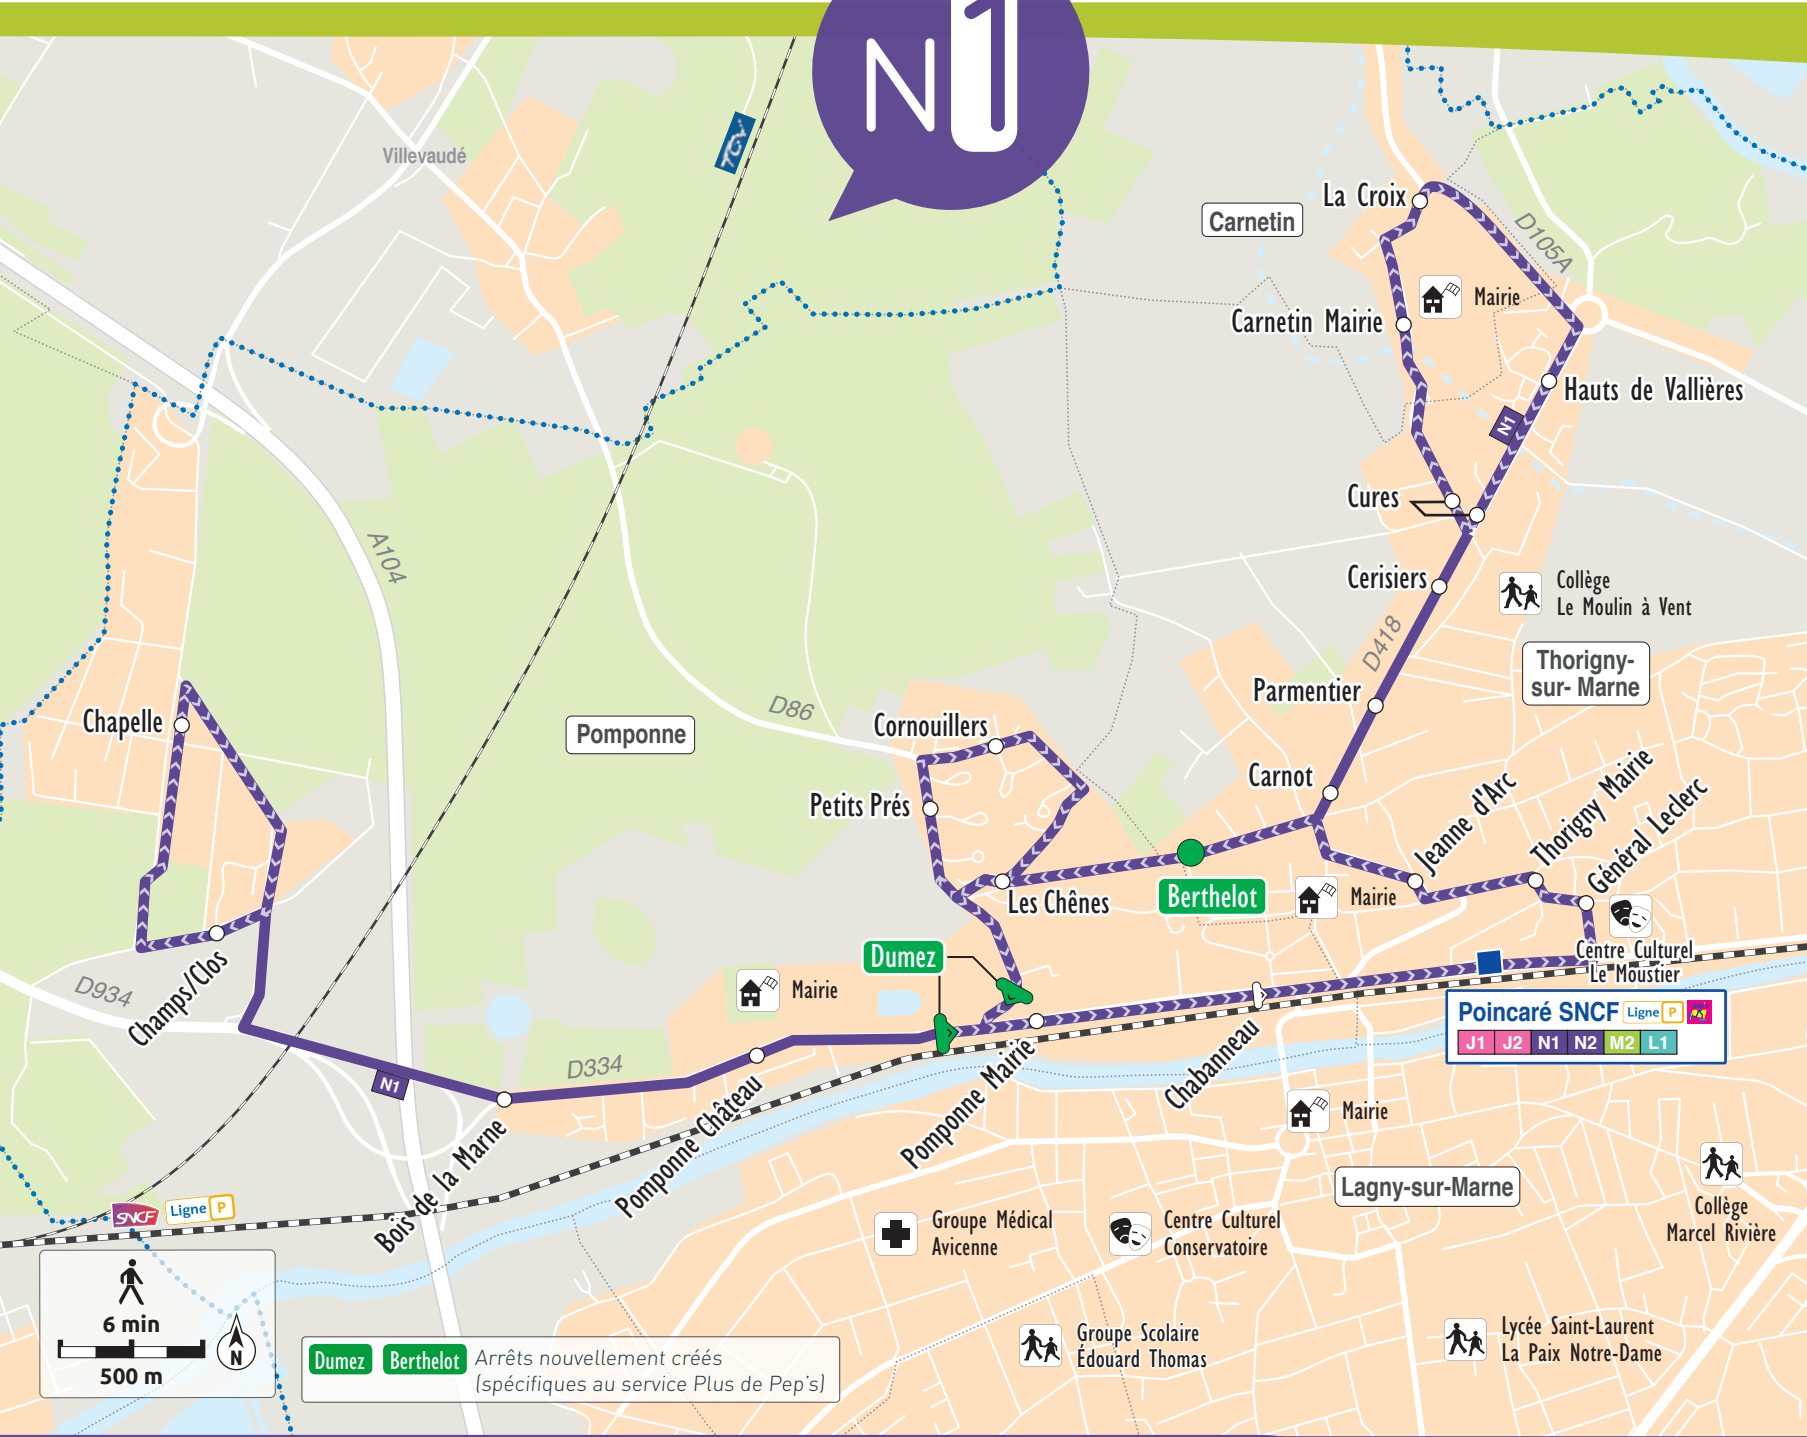 N1
TGV
Villevaudé
La Croix
Carnetin
D105A
Mairie
Carnetin Mairie
Hauts de Vallières
N1
Cures
Cerisiers
Collège
Le Moulin à Vent
A104
D418
Thorigny-
sur- Marne
Parmentier
Chapelle
Pomponne
D86
Cornouillers
Carnot
Jeanne d'Arc
Thorigny Mairie
Général Leclerc
Petits Prés
Les Chênes
Berthelot
Mairie
Dumez
Centre Culturel
Le Moustier
Mairie
D934
Champs/Clos
Poincaré SNCF Ligne P
J1 J2 N1 N2 M2 L1
Chabanneau
Pomponne Mairie
D334
N1
Pomponne Château
Bois de la Marne
Mairie
Lagny-sur-Marne
SNCF Ligne P
Groupe Médical
Avicenne
Centre Culturel
Conservatoire
Collège
Marcel Rivière
6 min
500 m
N
Groupe Scolaire
Édouard Thomas
Lycée Saint-Laurent
La Paix Notre-Dame
Dumez Berthelot Arrêts nouvellement créés
(spécifiques au service Plus de Pep's)